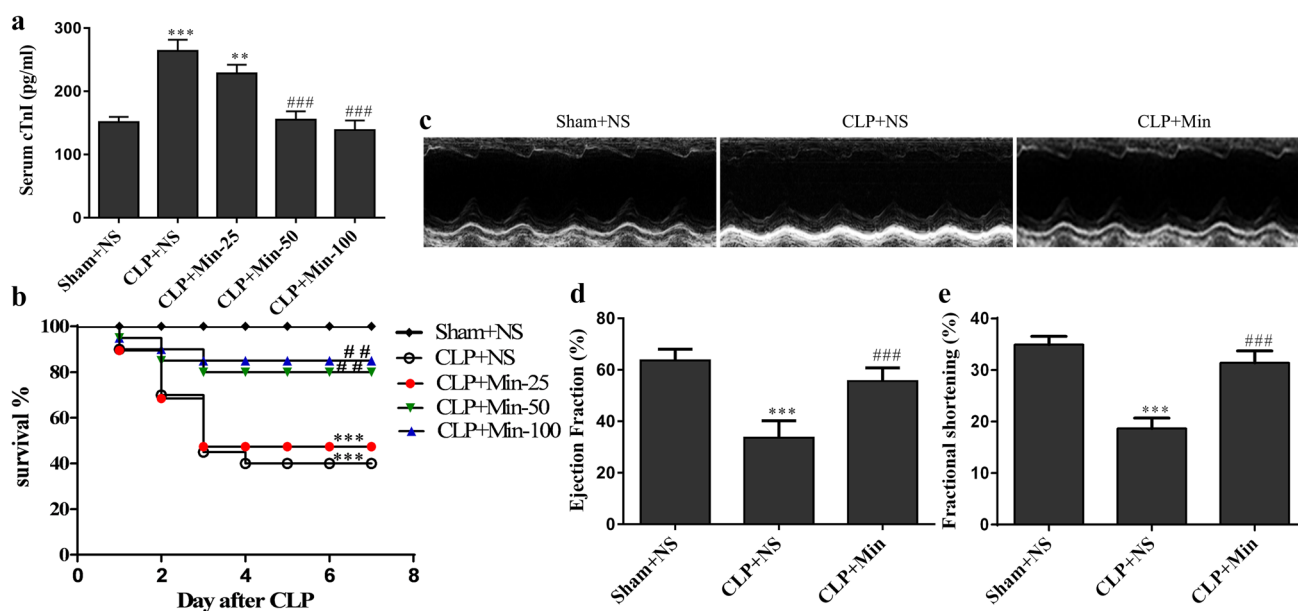 a
Serum cTnI (pg/ml)
300
200
100
0
***
**
###
###
Sham+NS
CLP+NS
CLP+Min-25
CLP+Min-50
CLP+Min-100
c
Sham+NS
CLP+NS
CLP+Min
b
survival %
100
80
60
40
20
0
0
2
4
6
8
Day after CLP
##
##
***
***
Sham+NS
CLP+NS
CLP+Min-25
CLP+Min-50
CLP+Min-100
d
Ejection Fraction (%)
80
60
40
20
0
***
###
Sham+NS
CLP+NS
CLP+Min
e
Fractional shortening (%)
40
30
20
10
0
***
###
Sham+NS
CLP+NS
CLP+Min